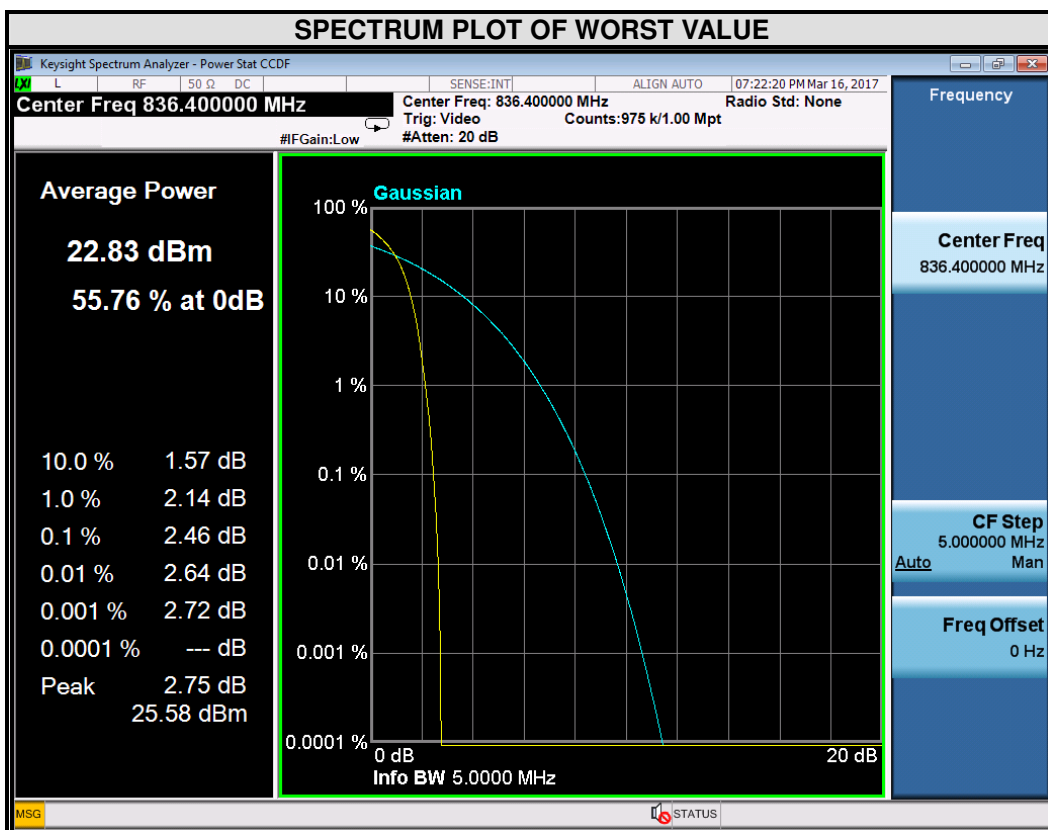 SPECTRUM PLOT OF WORST VALUE
Keysight Spectrum Analyzer - Power Stat CCDF
LXI L RF 50 Ω DC SENSE:INT ALIGN AUTO 07:22:20 PM Mar 16, 2017
Center Freq 836.400000 MHz
#IFGain:Low
Center Freq: 836.400000 MHz Radio Std: None
Trig: Video Counts:975 k/1.00 Mpt
#Atten: 20 dB
Average Power
22.83 dBm
55.76 % at 0dB
10.0 % 1.57 dB
1.0 % 2.14 dB
0.1 % 2.46 dB
0.01 % 2.64 dB
0.001 % 2.72 dB
0.0001 % --- dB
Peak 2.75 dB
25.58 dBm
Gaussian
100 %
10 %
1 %
0.1 %
0.01 %
0.001 %
0.0001 %
0 dB 20 dB
Info BW 5.0000 MHz
Frequency
Center Freq
836.400000 MHz
CF Step
5.000000 MHz
Auto Man
Freq Offset
0 Hz
MSG STATUS